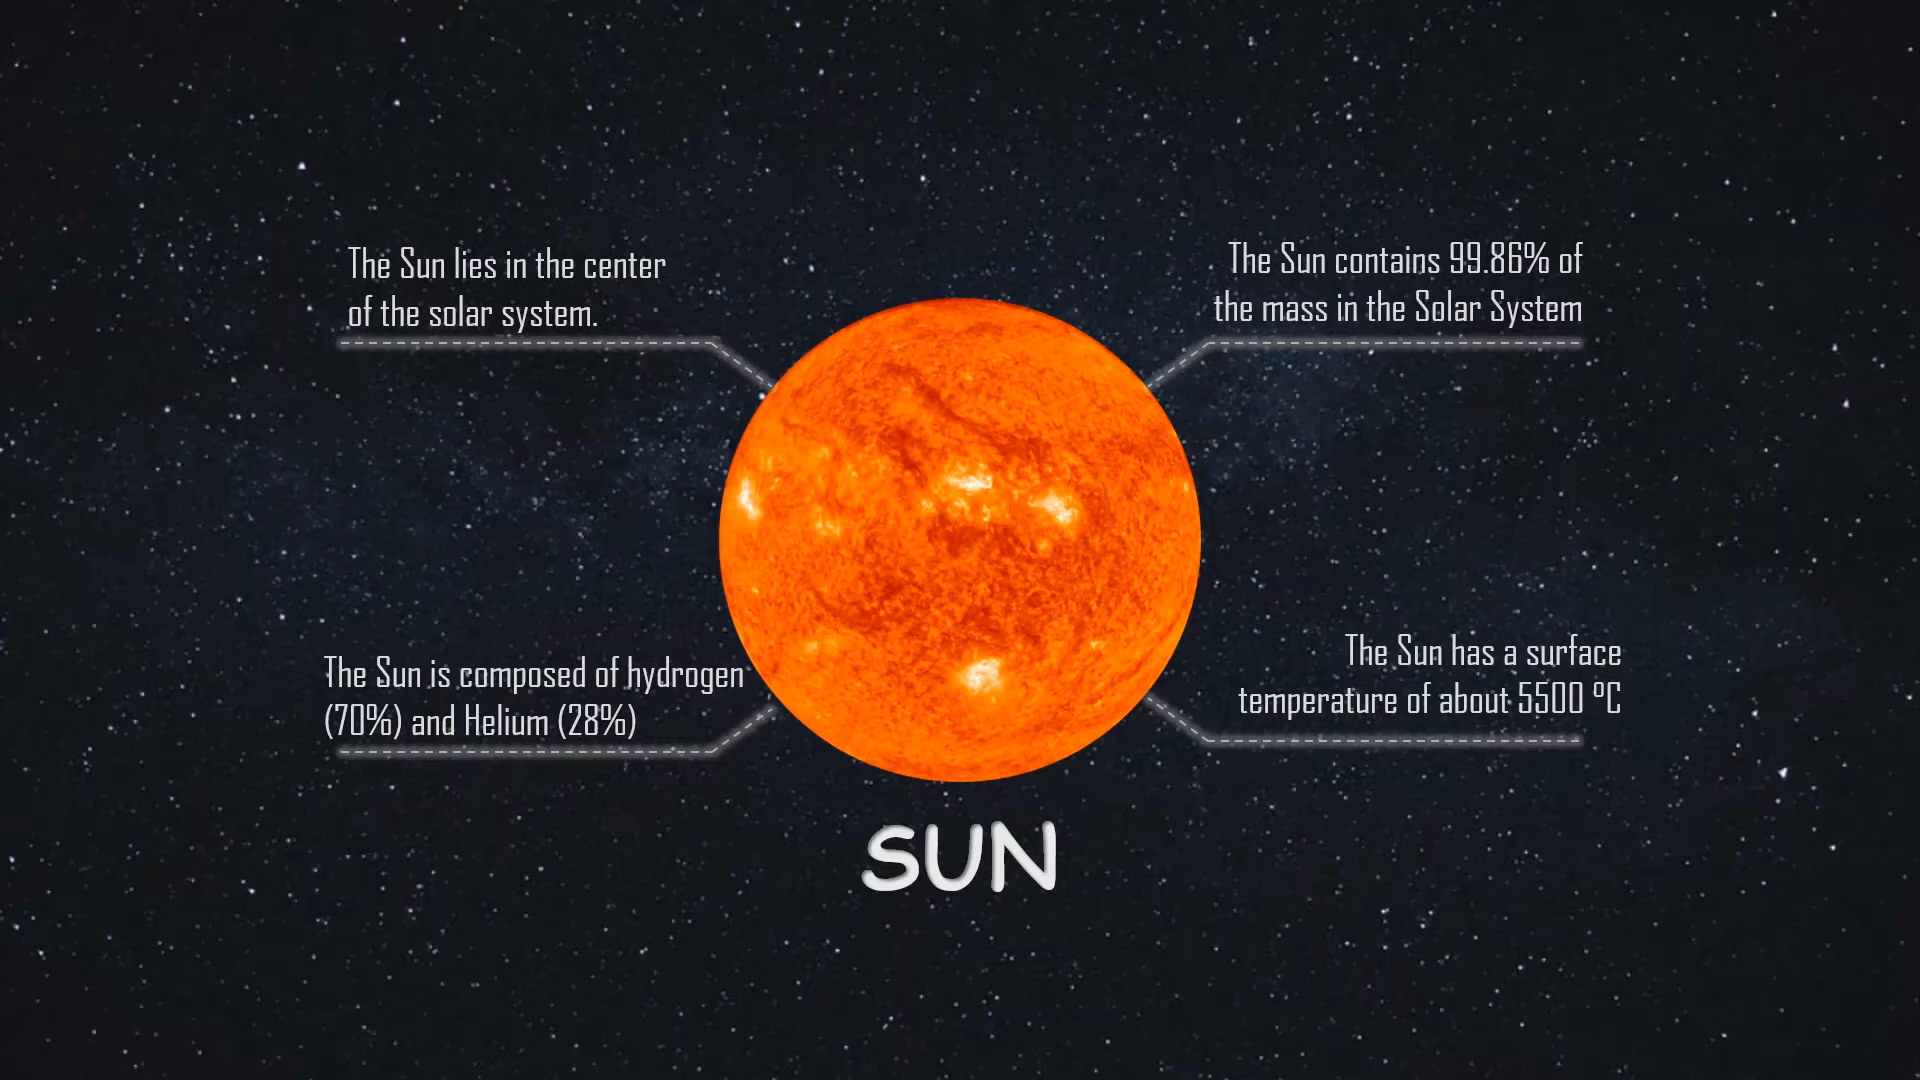 The Sun lies in the center
of the solar system.
The Sun contains 99.86% of
the mass in the Solar System
The Sun is composed of hydrogen
(70%) and Helium (28%)
The Sun has a surface
temperature of about 5500 ºC
SUN